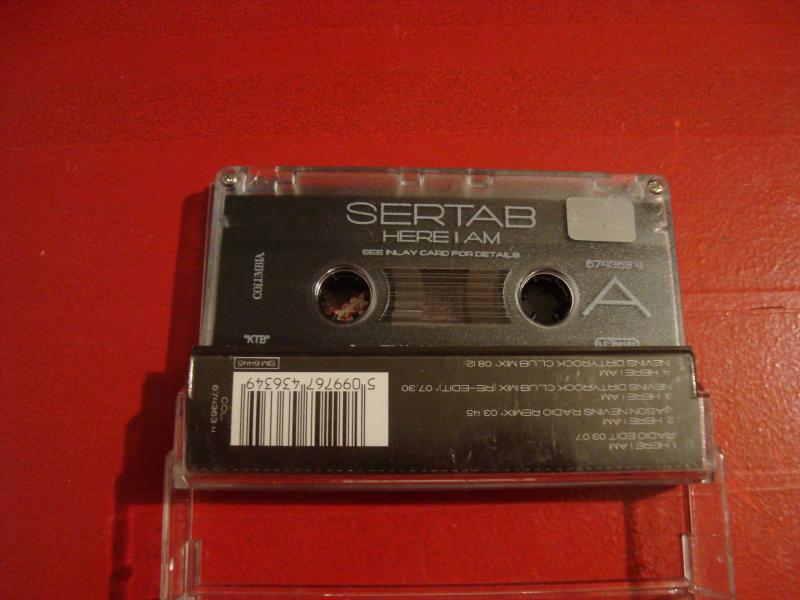 SERTAB
HERE I AM
SEE INLAY CARD FOR DETAILS
674363 4
COLUMBIA
A
"KTB"
1. HERE I AM
RADIO EDIT 03 07
2. HERE I AM
'JASON NEVINS RADIO REMIX' 03 45
3. HERE I AM
NEVINS DIRTYROCK CLUB MIX (RE-EDIT)' 07.30
4. HERE I AM
NEVINS DIRTYROCK CLUB MIX' 08 12
COL
674363 4
5 099767 436349
SM 6445